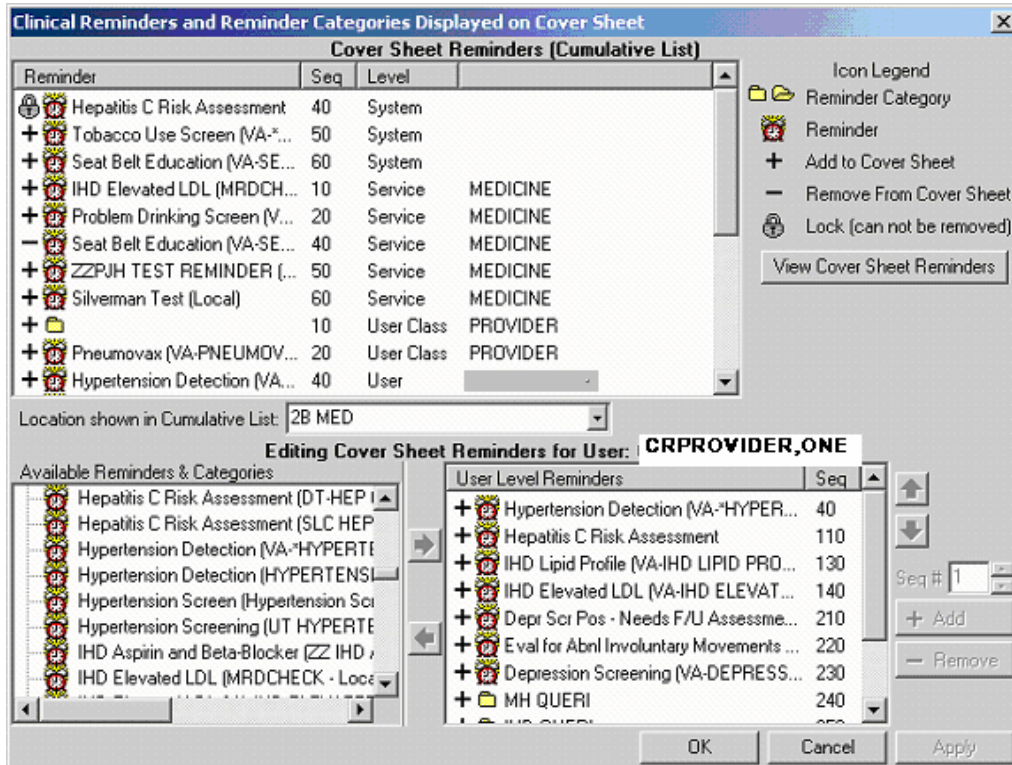 Clinical Reminders and Reminder Categories Displayed on Cover Sheet
Cover Sheet Reminders (Cumulative List)
Reminder Seq Level
Hepatitis C Risk Assessment 40 System
Tobacco Use Screen (VA-*... 50 System
Seat Belt Education (VA-SE... 60 System
IHD Elevated LDL (MRDCH... 10 Service MEDICINE
Problem Drinking Screen (V... 20 Service MEDICINE
Seat Belt Education (VA-SE... 40 Service MEDICINE
ZZPJH TEST REMINDER (... 50 Service MEDICINE
Silverman Test (Local) 60 Service MEDICINE
10 User Class PROVIDER
Pneumovax (VA-PNEUMOV... 20 User Class PROVIDER
Hypertension Detection (VA... 40 User
Icon Legend
Reminder Category
Reminder
Add to Cover Sheet
Remove From Cover Sheet
Lock (can not be removed)
View Cover Sheet Reminders
Location shown in Cumulative List: 2B MED
Editing Cover Sheet Reminders for User: CRPROVIDER,ONE
Available Reminders & Categories
Hepatitis C Risk Assessment (DT-HEP
Hepatitis C Risk Assessment (SLC HEP
Hypertension Detection (VA-*HYPERTE
Hypertension Detection (HYPERTENSI
Hypertension Screen (Hypertension Scr
Hypertension Screening (UT HYPERTE
IHD Aspirin and Beta-Blocker (ZZ IHD
IHD Elevated LDL (MRDCHECK - Loca
User Level Reminders Seq
Hypertension Detection (VA-*HYPER... 40
Hepatitis C Risk Assessment 110
IHD Lipid Profile (VA-IHD LIPID PRO... 130
IHD Elevated LDL (VA-IHD ELEVAT... 140
Depr Scr Pos - Needs F/U Assessme... 210
Eval for Abnl Involuntary Movements ... 220
Depression Screening (VA-DEPRESS... 230
MH QUERI 240
Seq # 1
+ Add
− Remove
OK Cancel Apply